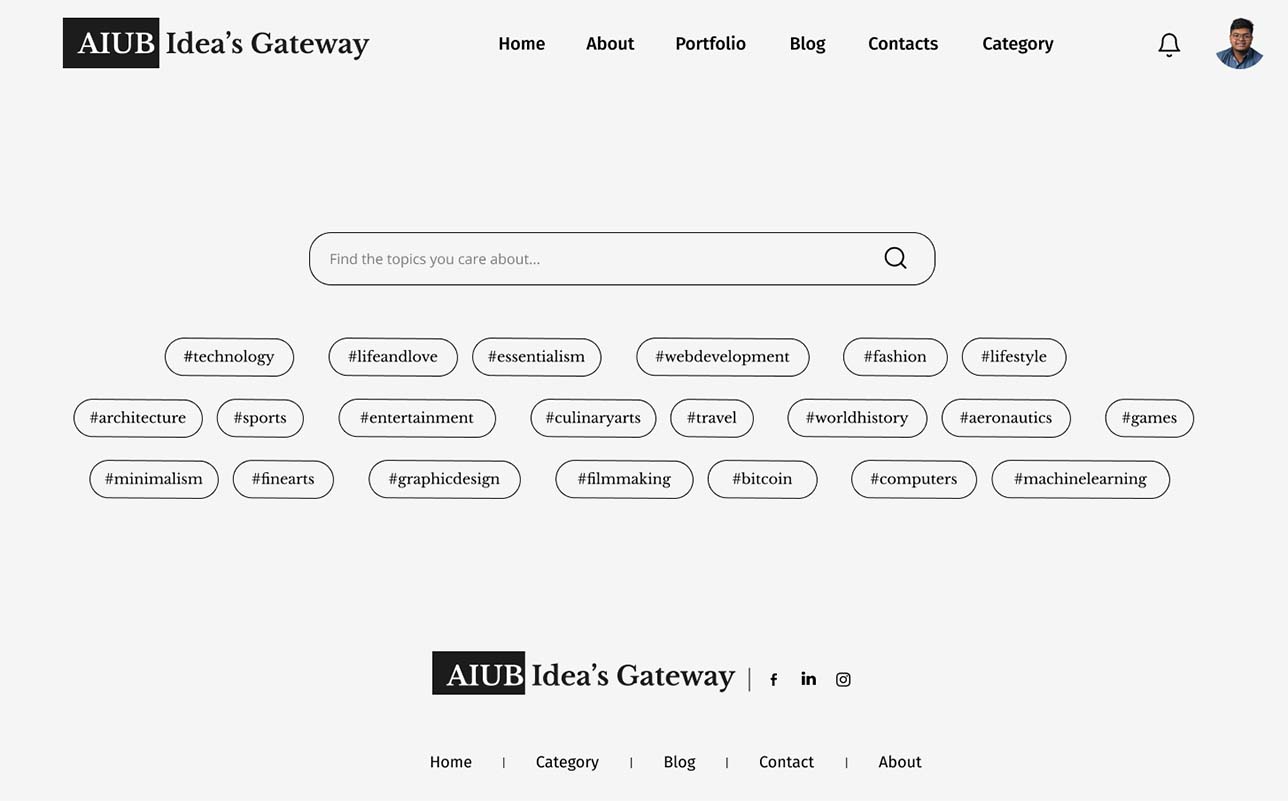 AIUB Idea's Gateway Home About Portfolio Blog Contacts Category
Find the topics you care about...
#technology #lifeandlove #essentialism #webdevelopment #fashion #lifestyle
#architecture #sports #entertainment #culinaryarts #travel #worldhistory #aeronautics #games
#minimalism #finearts #graphicdesign #filmmaking #bitcoin #computers #machinelearning
AIUB Idea's Gateway | f in
Home | Category | Blog | Contact | About